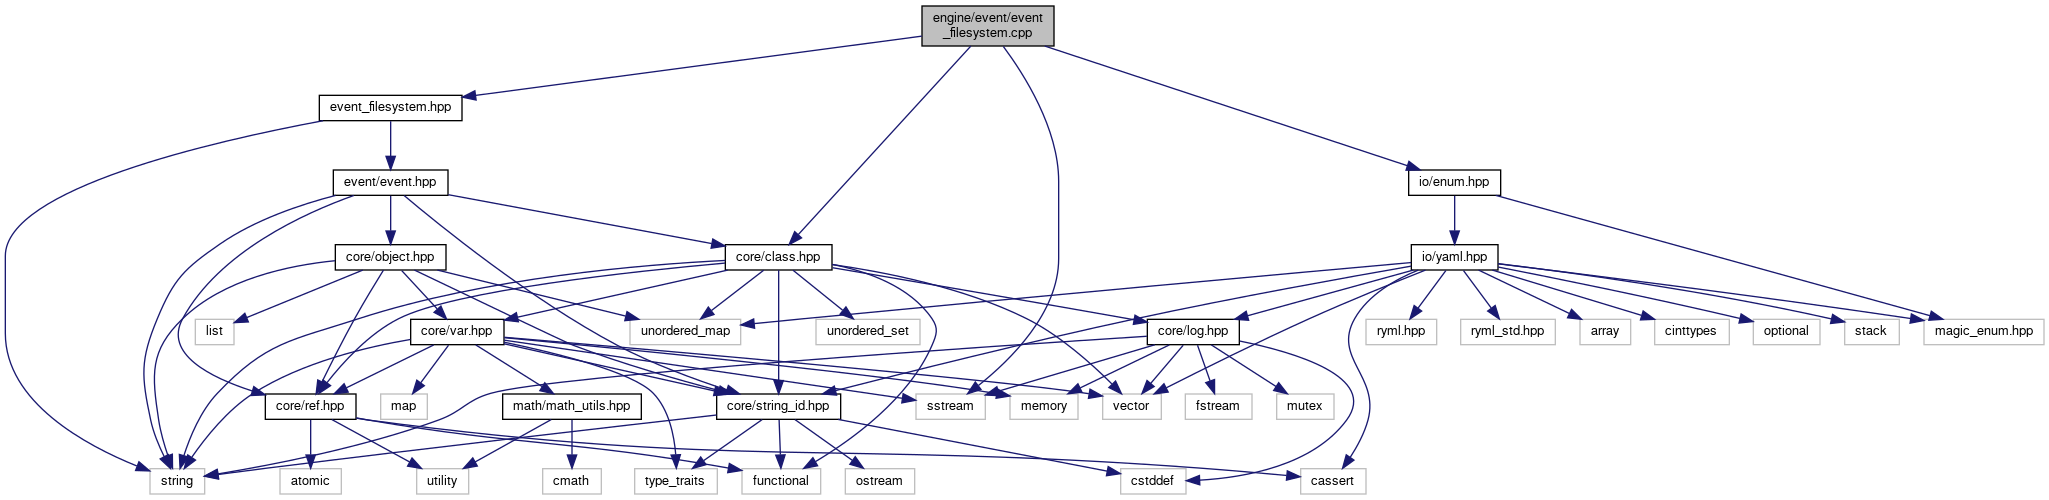 engine/event/event
_filesystem.cpp
event_filesystem.hpp
event/event.hpp
io/enum.hpp
core/object.hpp
core/class.hpp
io/yaml.hpp
list
core/var.hpp
unordered_map
unordered_set
core/log.hpp
ryml.hpp
ryml_std.hpp
array
cinttypes
optional
stack
magic_enum.hpp
core/ref.hpp
map
math/math_utils.hpp
core/string_id.hpp
sstream
memory
vector
fstream
mutex
string
atomic
utility
cmath
type_traits
functional
ostream
cstddef
cassert